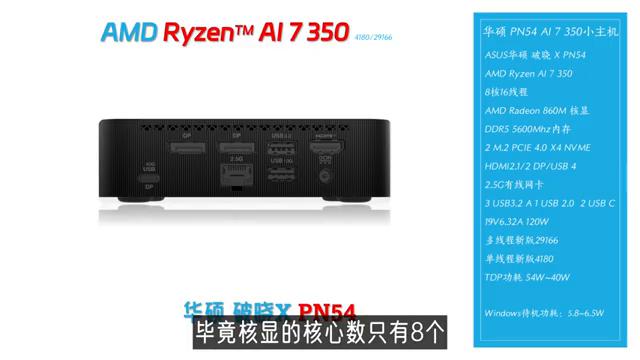 AMD Ryzen™ AI 7 350 4180/29166
DP
DP
USB3.2
HDMI
40G
USB
DP
2.5G
USB 10G
DCIN
华硕 破晓X PN54
毕竟核显的核心数只有8个
华硕 PN54 AI 7 350小主机
ASUS华硕 破晓 X PN54
AMD Ryzen AI 7 350
8核16线程
AMD Radeon 860M 核显
DDR5 5600Mhz内存
2 M.2 PCIE 4.0 X4 NVME
HDMI2.1/2 DP/USB 4
2.5G有线网卡
3 USB3.2 A 1 USB 2.0 2 USB C
19V6.32A 120W
多线程新版29166
单线程新版4180
TDP功耗 54W~40W
Windows待机功耗：5.8~6.5W